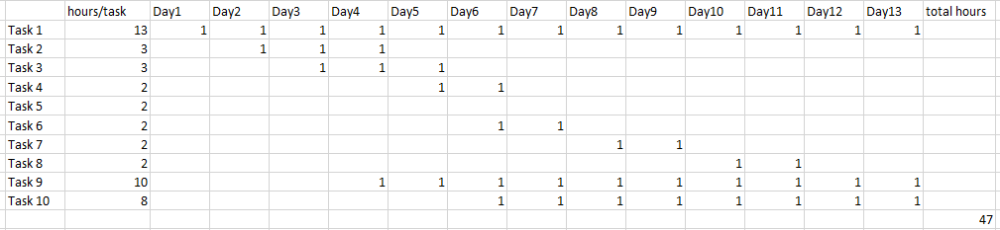 hours/task Day1 Day2 Day3 Day4 Day5 Day6 Day7 Day8 Day9 Day10 Day11 Day12 Day13 total hours
Task 1 13 1 1 1 1 1 1 1 1 1 1 1 1 1
Task 2 3 1 1 1
Task 3 3 1 1 1
Task 4 2 1 1
Task 5 2
Task 6 2 1 1
Task 7 2 1 1
Task 8 2 1 1
Task 9 10 1 1 1 1 1 1 1 1 1 1
Task 10 8 1 1 1 1 1 1 1 1
47